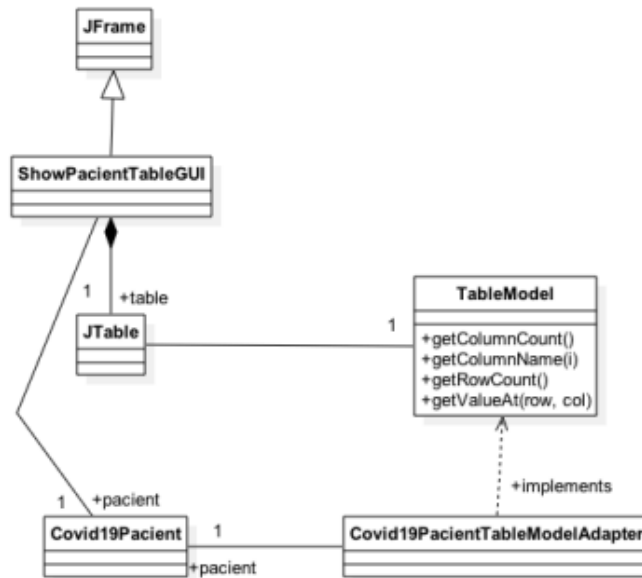 JFrame
ShowPacientTableGUI
1
+table
JTable
1
TableModel
+getColumnCount()
+getColumnName(i)
+getRowCount()
+getValueAt(row, col)
+implements
1
+pacient
Covid19Pacient
1
+pacient
Covid19PacientTableModelAdapter